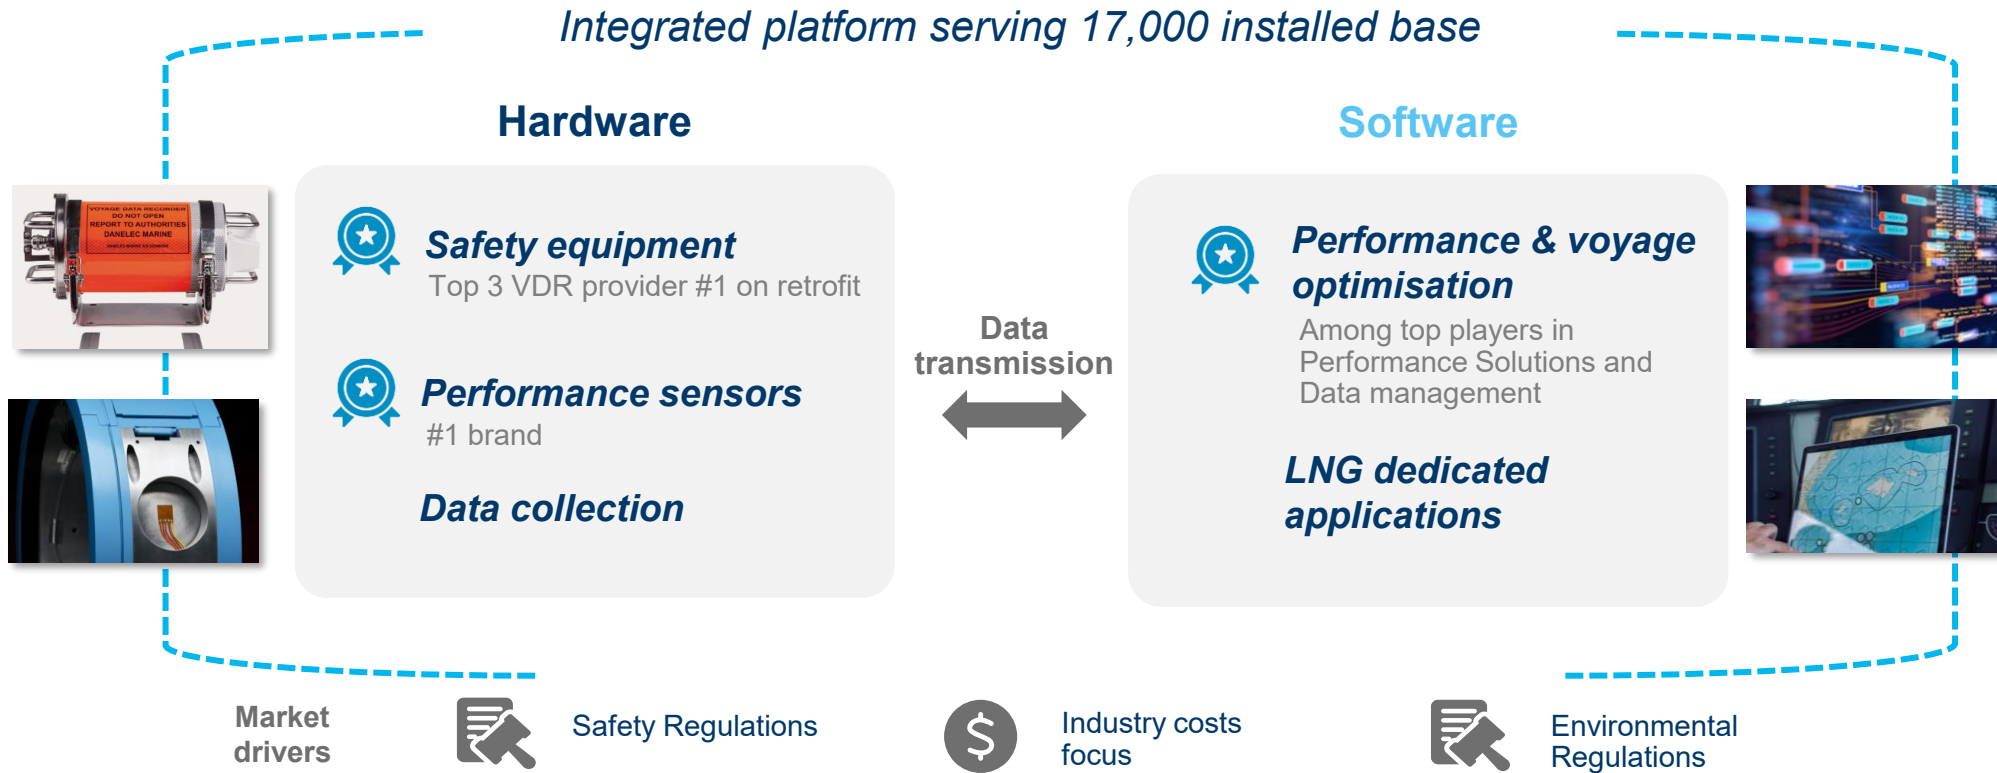 Integrated platform serving 17,000 installed base
Hardware
Software
VOYAGE DATA RECORDER
DO NOT OPEN
REPORT TO AUTHORITIES
DANELEC MARINE
Safety equipment
Top 3 VDR provider #1 on retrofit
Performance sensors
#1 brand
Data collection
Data
transmission
Performance & voyage
optimisation
Among top players in
Performance Solutions and
Data management
LNG dedicated
applications
Market
drivers
Safety Regulations
Industry costs
focus
Environmental
Regulations